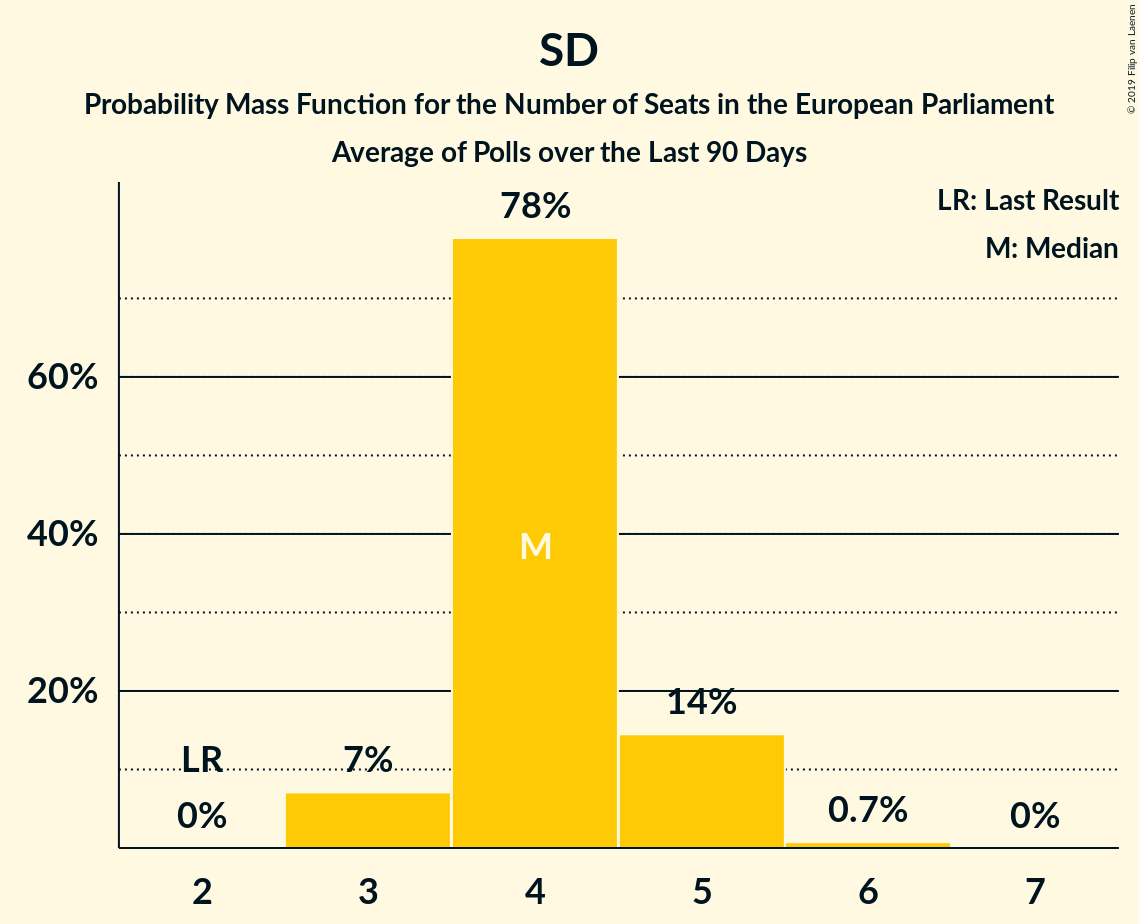 SD
Probability Mass Function for the Number of Seats in the European Parliament
Average of Polls over the Last 90 Days
© 2019 Filip van Laenen
LR: Last Result
M: Median
78%
60%
40%
20%
M
14%
LR
7%
0%
0.7%
0%
2 3 4 5 6 7